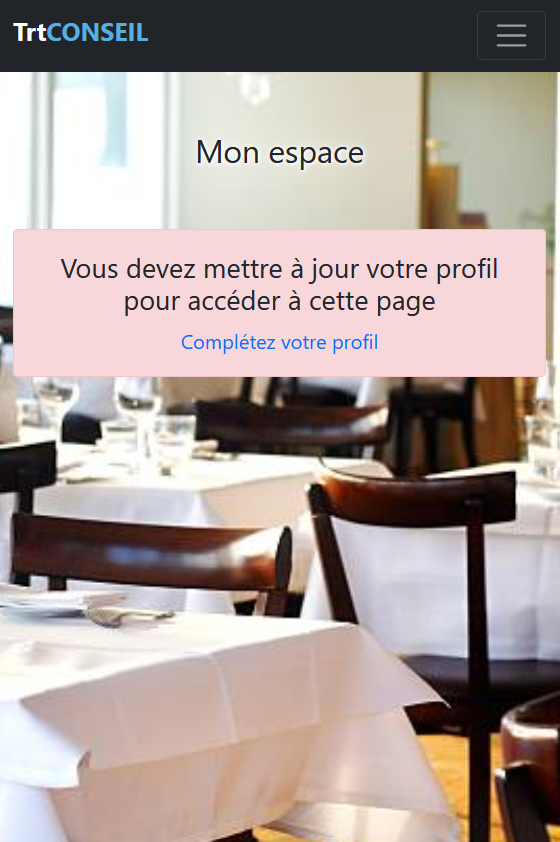 TrtCONSEIL
Mon espace
Vous devez mettre à jour votre profil
pour accéder à cette page
Complétez votre profil